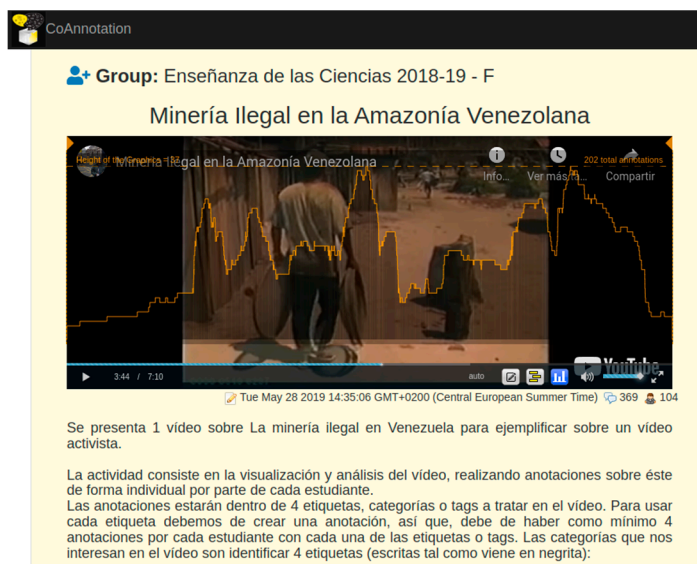 CoAnnotation
Group: Enseñanza de las Ciencias 2018-19 - F
Minería Ilegal en la Amazonía Venezolana
Height of the Graphics = 37
Minería Ilegal en la Amazonía Venezolana
202 total annotations
Info...
Ver más ta...
Compartir
YouTube
3:44 / 7:10
auto
Tue May 28 2019 14:35:06 GMT+0200 (Central European Summer Time) 369 104
Se presenta 1 vídeo sobre La minería ilegal en Venezuela para ejemplificar sobre un vídeo
activista.
La actividad consiste en la visualización y análisis del vídeo, realizando anotaciones sobre éste
de forma individual por parte de cada estudiante.
Las anotaciones estarán dentro de 4 etiquetas, categorías o tags a tratar en el vídeo. Para usar
cada etiqueta debemos de crear una anotación, así que, debe de haber como mínimo 4
anotaciones por cada estudiante con cada una de las etiquetas o tags. Las categorías que nos
interesan en el vídeo son identificar 4 etiquetas (escritas tal como viene en negrita):